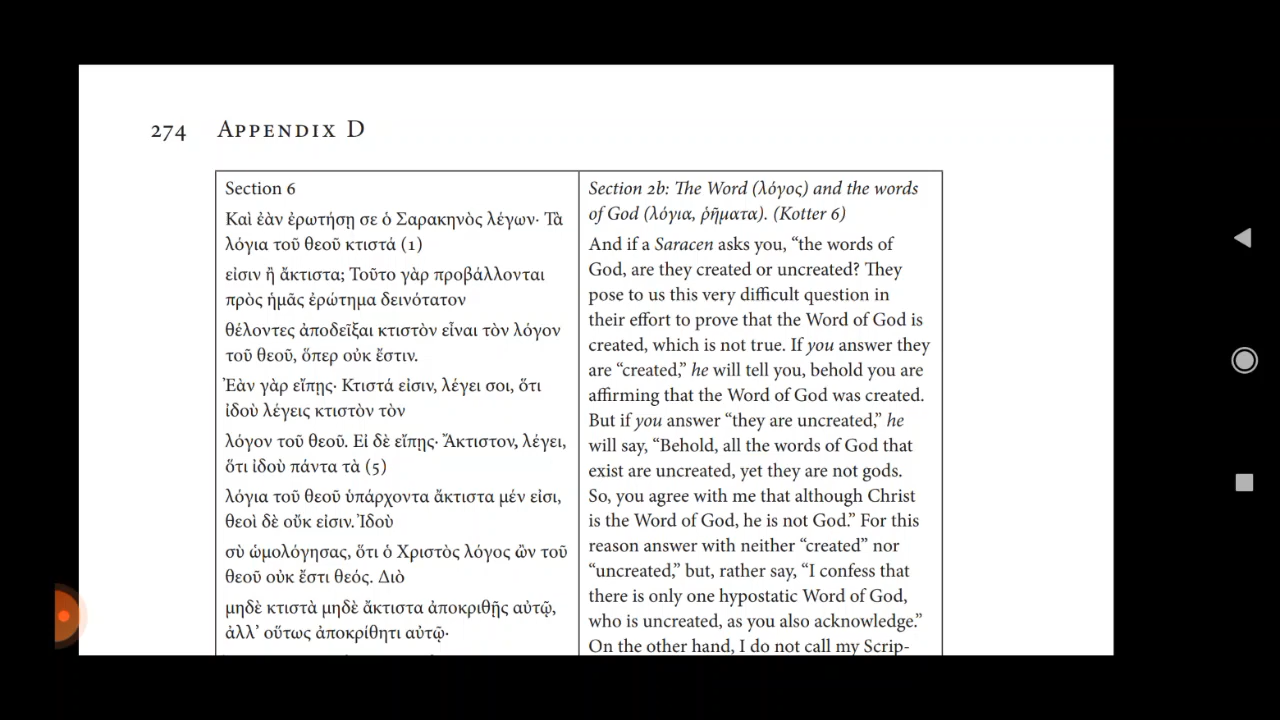 274 APPENDIX D
Section 6
Καὶ ἐὰν ἐρωτήσῃ σε ὁ Σαρακηνὸς λέγων· Τὰ
λόγια τοῦ θεοῦ κτιστά (1)
εἰσιν ἢ ἄκτιστα; Τοῦτο γὰρ προβάλλονται
πρὸς ἡμᾶς ἐρώτημα δεινότατον
θέλοντες ἀποδεῖξαι κτιστὸν εἶναι τὸν λόγον
τοῦ θεοῦ, ὅπερ οὐκ ἔστιν.
Ἐὰν γὰρ εἴπῃς· Κτιστά εἰσιν, λέγει σοι, ὅτι
ἰδοὺ λέγεις κτιστὸν τὸν
λόγον τοῦ θεοῦ. Εἰ δὲ εἴπῃς· Ἄκτιστον, λέγει,
ὅτι ἰδοὺ πάντα τὰ (5)
λόγια τοῦ θεοῦ ὑπάρχοντα ἄκτιστα μέν εἰσι,
θεοὶ δὲ οὔκ εἰσιν. Ἰδοὺ
σὺ ὡμολόγησας, ὅτι ὁ Χριστὸς λόγος ὢν τοῦ
θεοῦ οὐκ ἔστι θεός. Διὸ
μηδὲ κτιστὰ μηδὲ ἄκτιστα ἀποκριθῇς αὐτῷ,
ἀλλ’ οὕτως ἀποκρίθητι αὐτῷ·
Section 2b: The Word (λόγος) and the words
of God (λόγια, ῥῆματα). (Kotter 6)
And if a Saracen asks you, “the words of
God, are they created or uncreated? They
pose to us this very difficult question in
their effort to prove that the Word of God is
created, which is not true. If you answer they
are “created,” he will tell you, behold you are
affirming that the Word of God was created.
But if you answer “they are uncreated,” he
will say, “Behold, all the words of God that
exist are uncreated, yet they are not gods.
So, you agree with me that although Christ
is the Word of God, he is not God.” For this
reason answer with neither “created” nor
“uncreated,” but, rather say, “I confess that
there is only one hypostatic Word of God,
who is uncreated, as you also acknowledge.”
On the other hand, I do not call my Scrip-